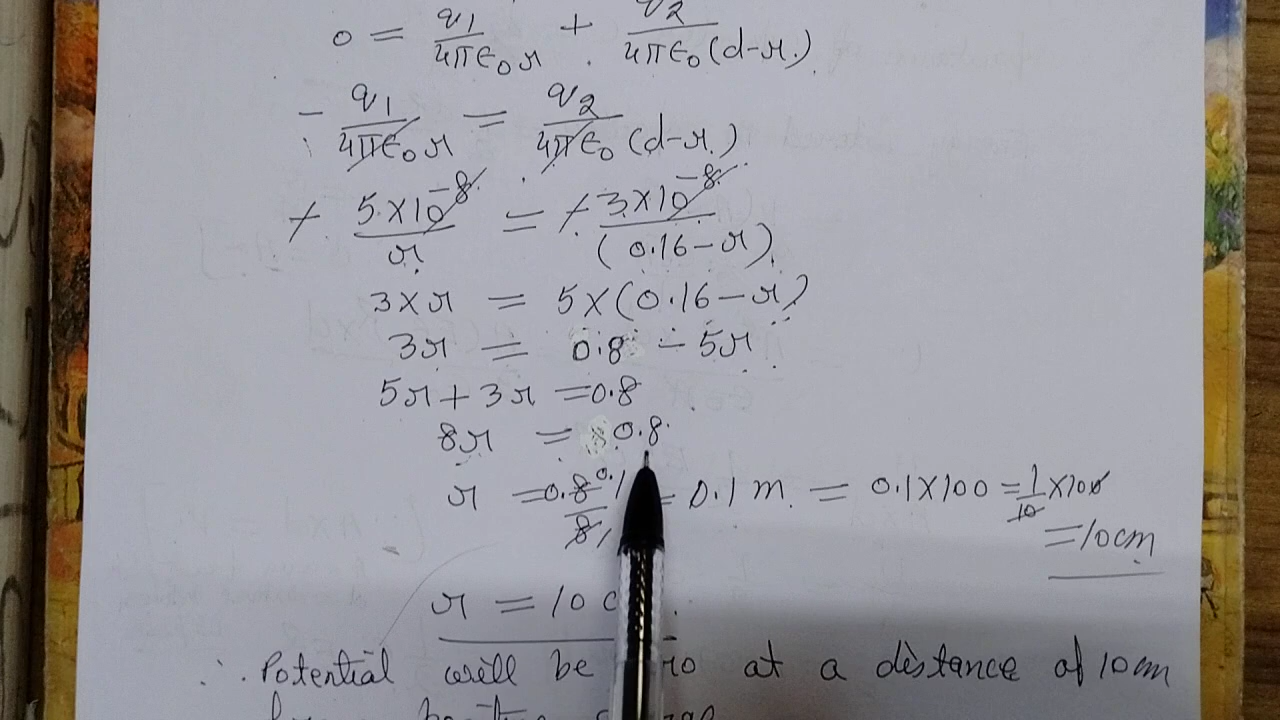 0 = q1/4πϵ0r + q2/4πϵ0(d-r)
- q1/4πϵ0r = q2/4πϵ0(d-r)
+ 5×10^-8/r = + 3×10^-8/(0.16-r)
3×r = 5×(0.16-r)
3r = 0.8 - 5r
5r + 3r = 0.8
8r = 0.8
r = 0.8/8 = 0.1 m = 0.1×100 = 1/10×100
= 10cm
r = 10 c
∴ Potential will be at a distance of 10cm